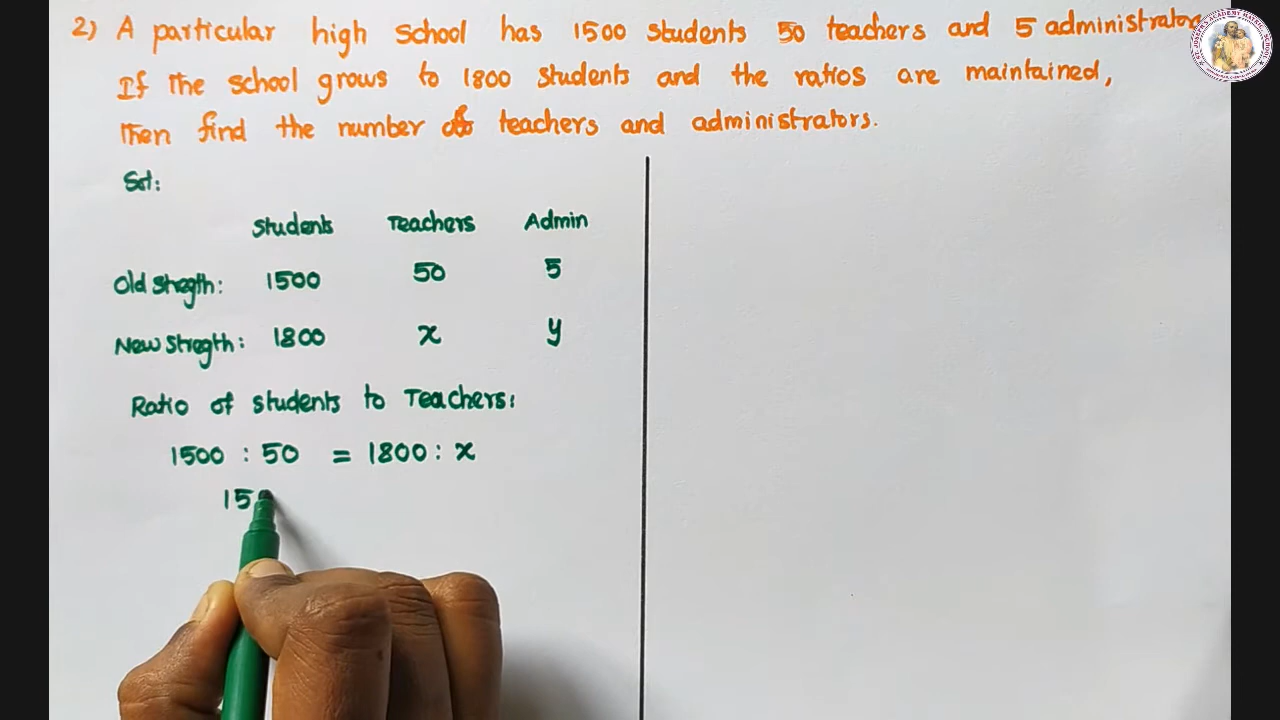 2) A particular high school has 1500 students 50 teachers and 5 administrators
If the school grows to 1800 students and the ratios are maintained,
then find the number of teachers and administrators.
Sol:
Students Teachers Admin
Old Stregth: 1500 50 5
New Stregth: 1800 x y
Ratio of students to Teachers:
1500 : 50 = 1800 : x
150